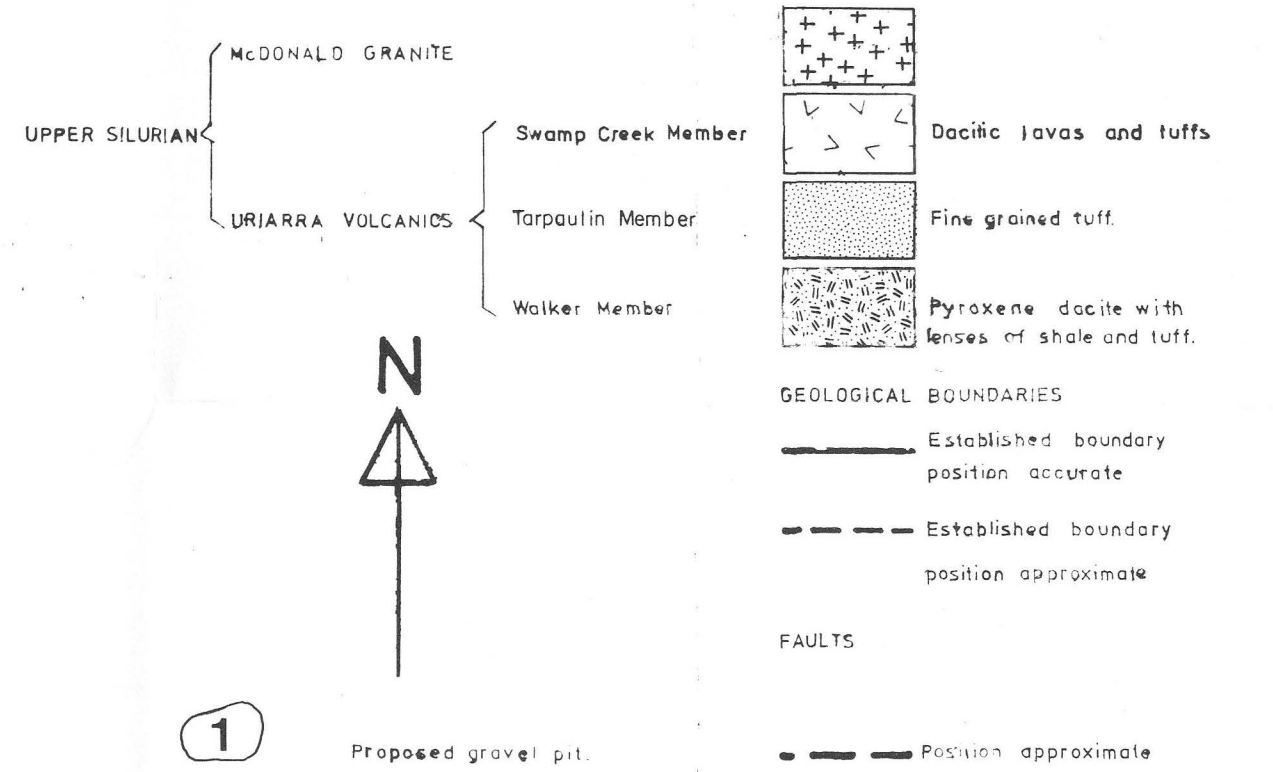 McDONALD GRANITE
UPPER SILURIAN
Swamp Creek Member
Dacitic lavas and tuffs
URIARRA VOLCANICS
Tarpaulin Member
Fine grained tuff.
Walker Member
Pyroxene dacite with
lenses of shale and tuff.
N
GEOLOGICAL BOUNDARIES
Established boundary
position accurate
Established boundary
position approximate
FAULTS
1
Proposed gravel pit.
Position approximate